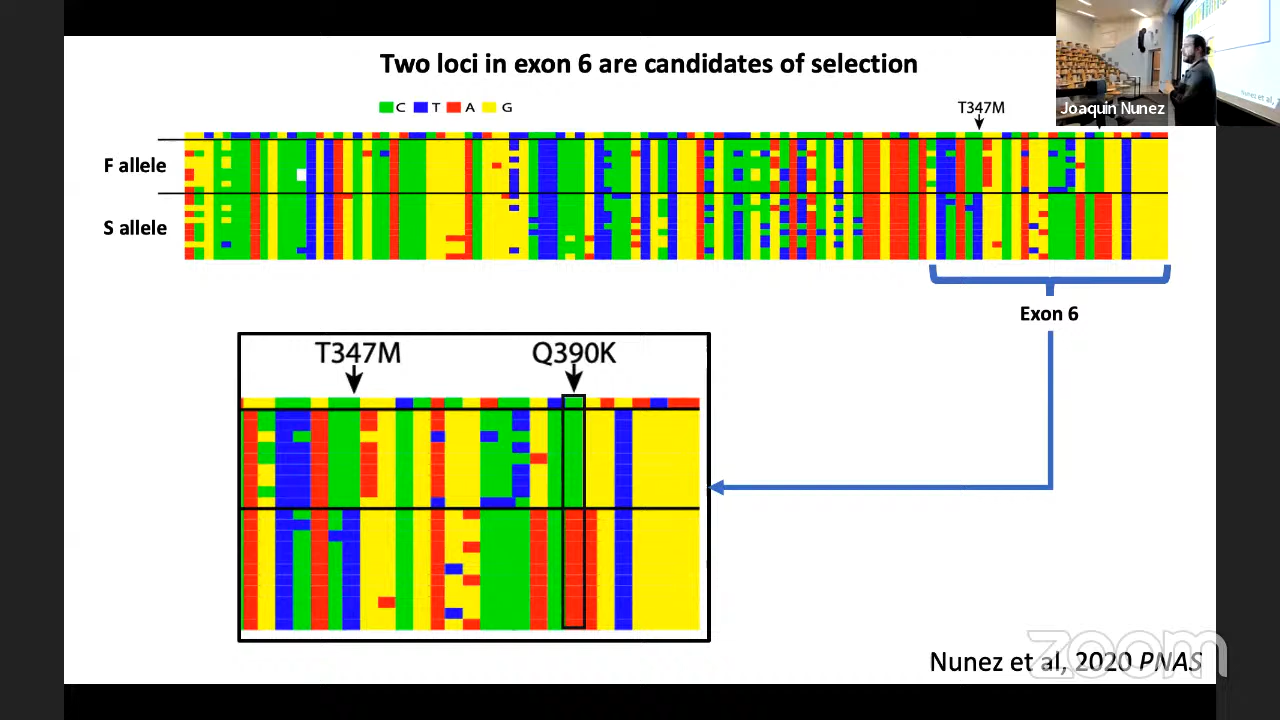 Two loci in exon 6 are candidates of selection
C T A G
T347M
Joaquin Nunez
F allele
S allele
Exon 6
T347M Q390K
Nunez et al, 2020 PNAS
zoom